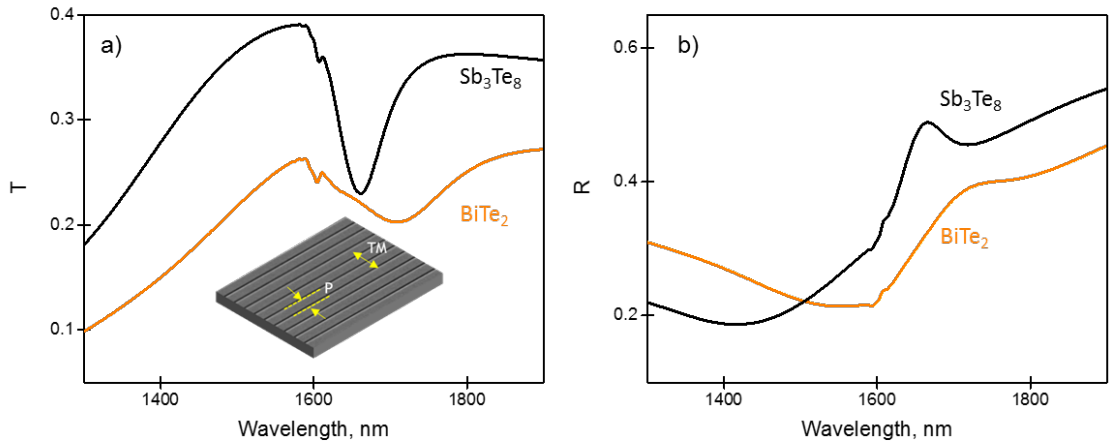 a)
0.4
0.3
0.2
0.1
T
Sb₃Te₈
BiTe₂
TM
P
1400
1600
1800
Wavelength, nm
b)
0.6
0.4
0.2
R
Sb₃Te₈
BiTe₂
1400
1600
1800
Wavelength, nm